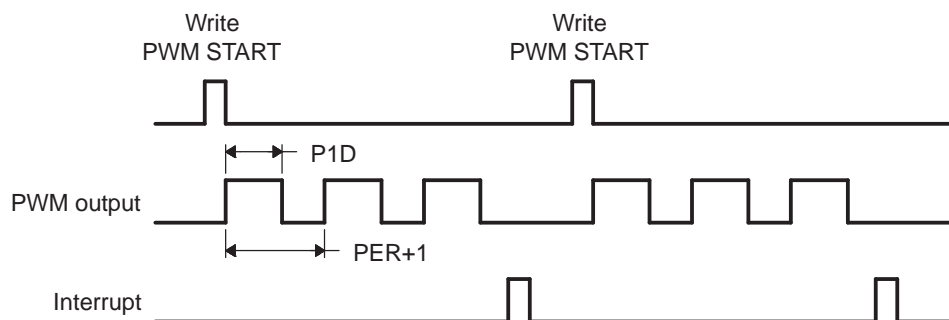 Write
PWM START
Write
PWM START
P1D
PWM output
PER+1
Interrupt